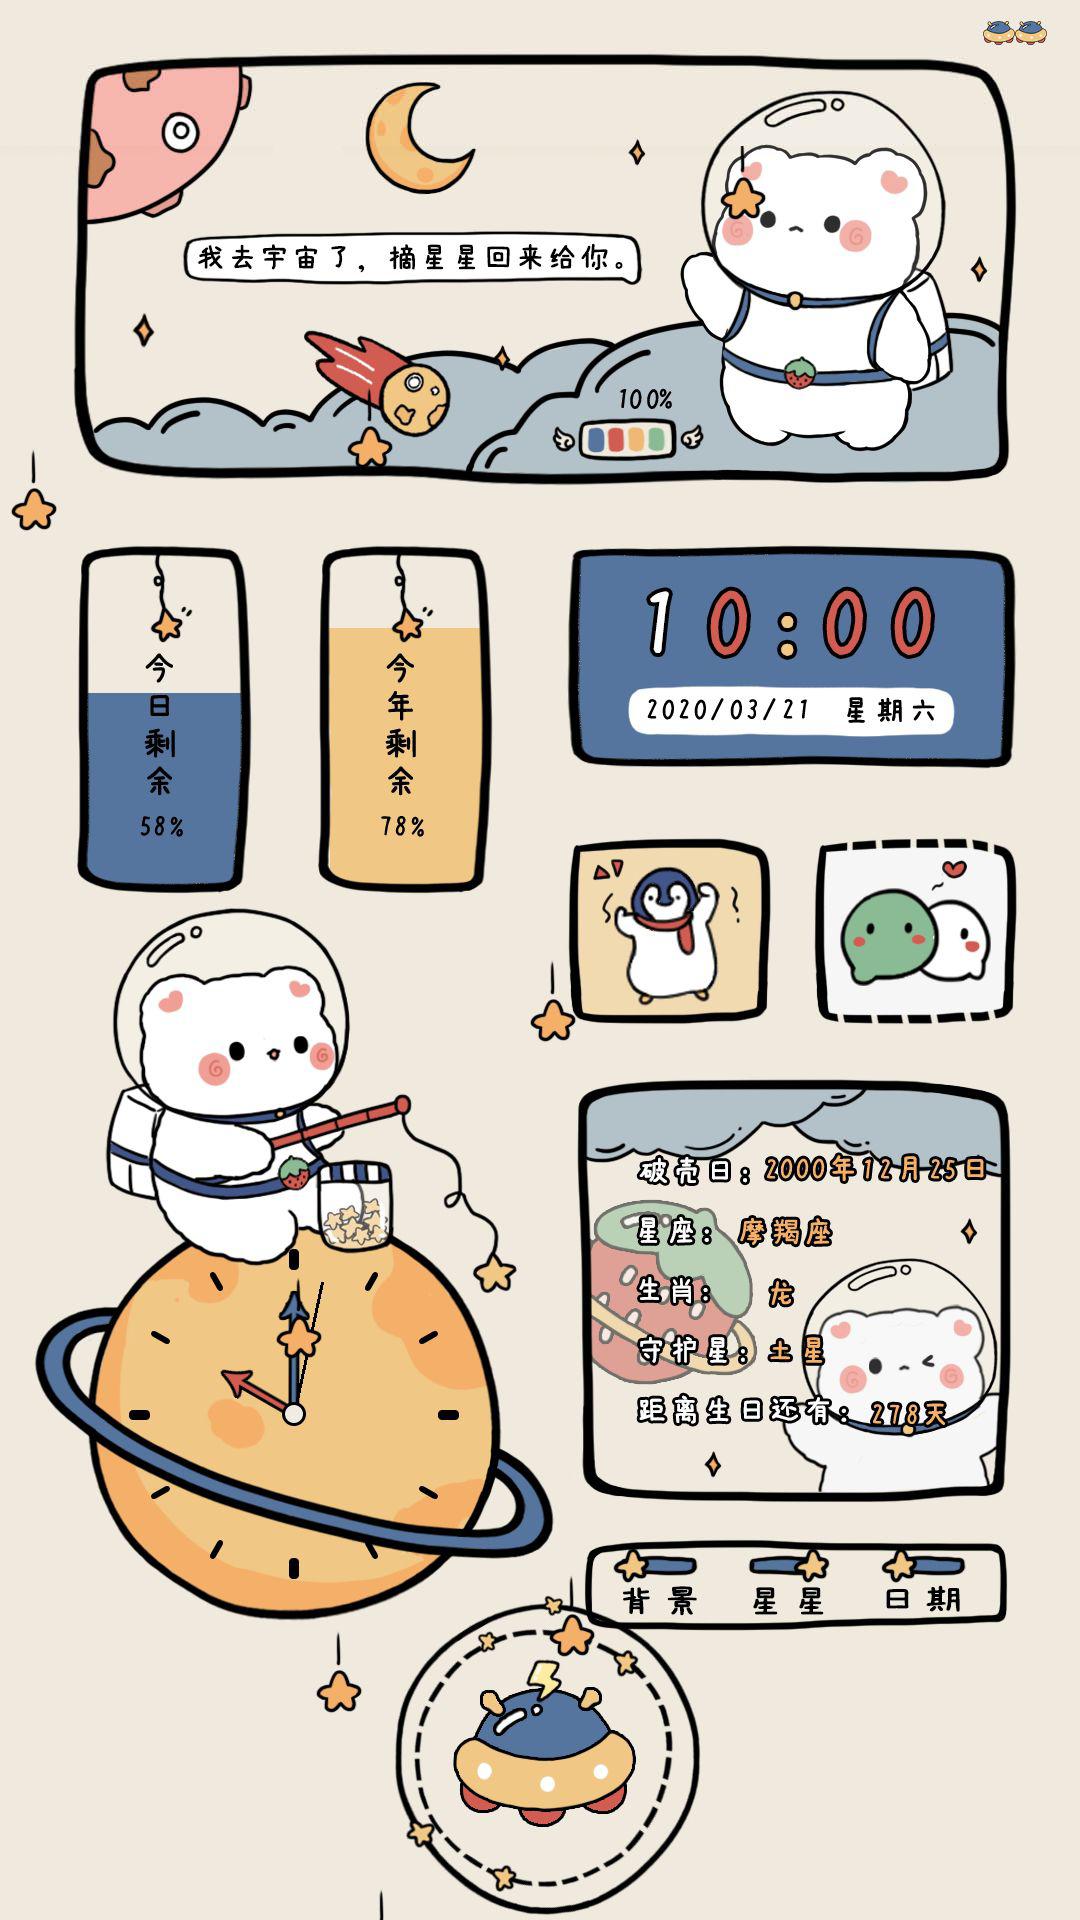 我去宇宙了，摘星星回来给你。
100%
今日剩余
58%
今年剩余
78%
10:00
2020/03/21 星期六
破壳日：2000年12月25日
星座：摩羯座
生肖：龙
守护星：土星
距离生日还有：278天
背景 星星 日期